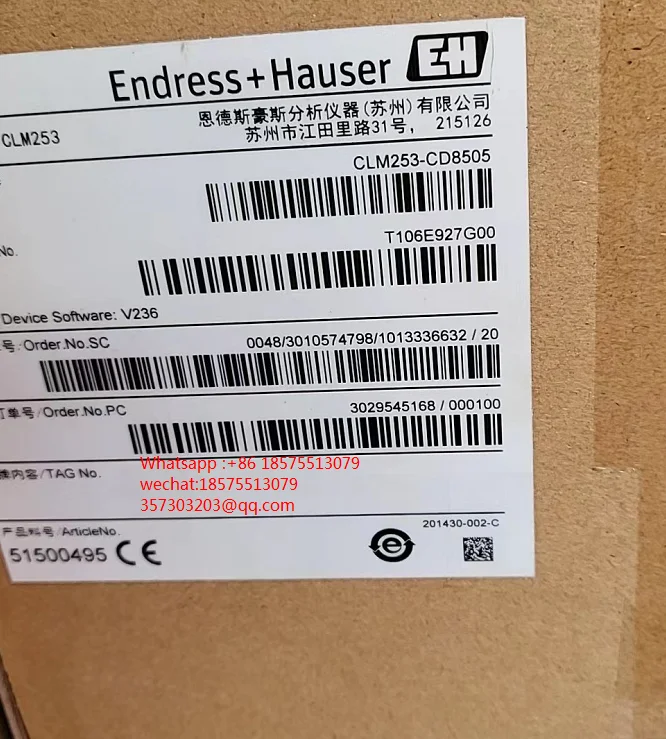 Endress+Hauser EH
恩德斯豪斯分析仪器(苏州)有限公司
苏州市江田里路31号, 215126
CLM253
CLM253-CD8505
No.
T106E927G00
Device Software: V236
号/Order.No.SC 0048/3010574798/1013336632 / 20
订单号/Order.No.PC 3029545168 / 000100
Whatsapp :+86 18575513079
牌内容/TAG No.
wechat:18575513079
357303203@qq.com
产品料号/ArticleNo.
201430-002-C
51500495 CE
e